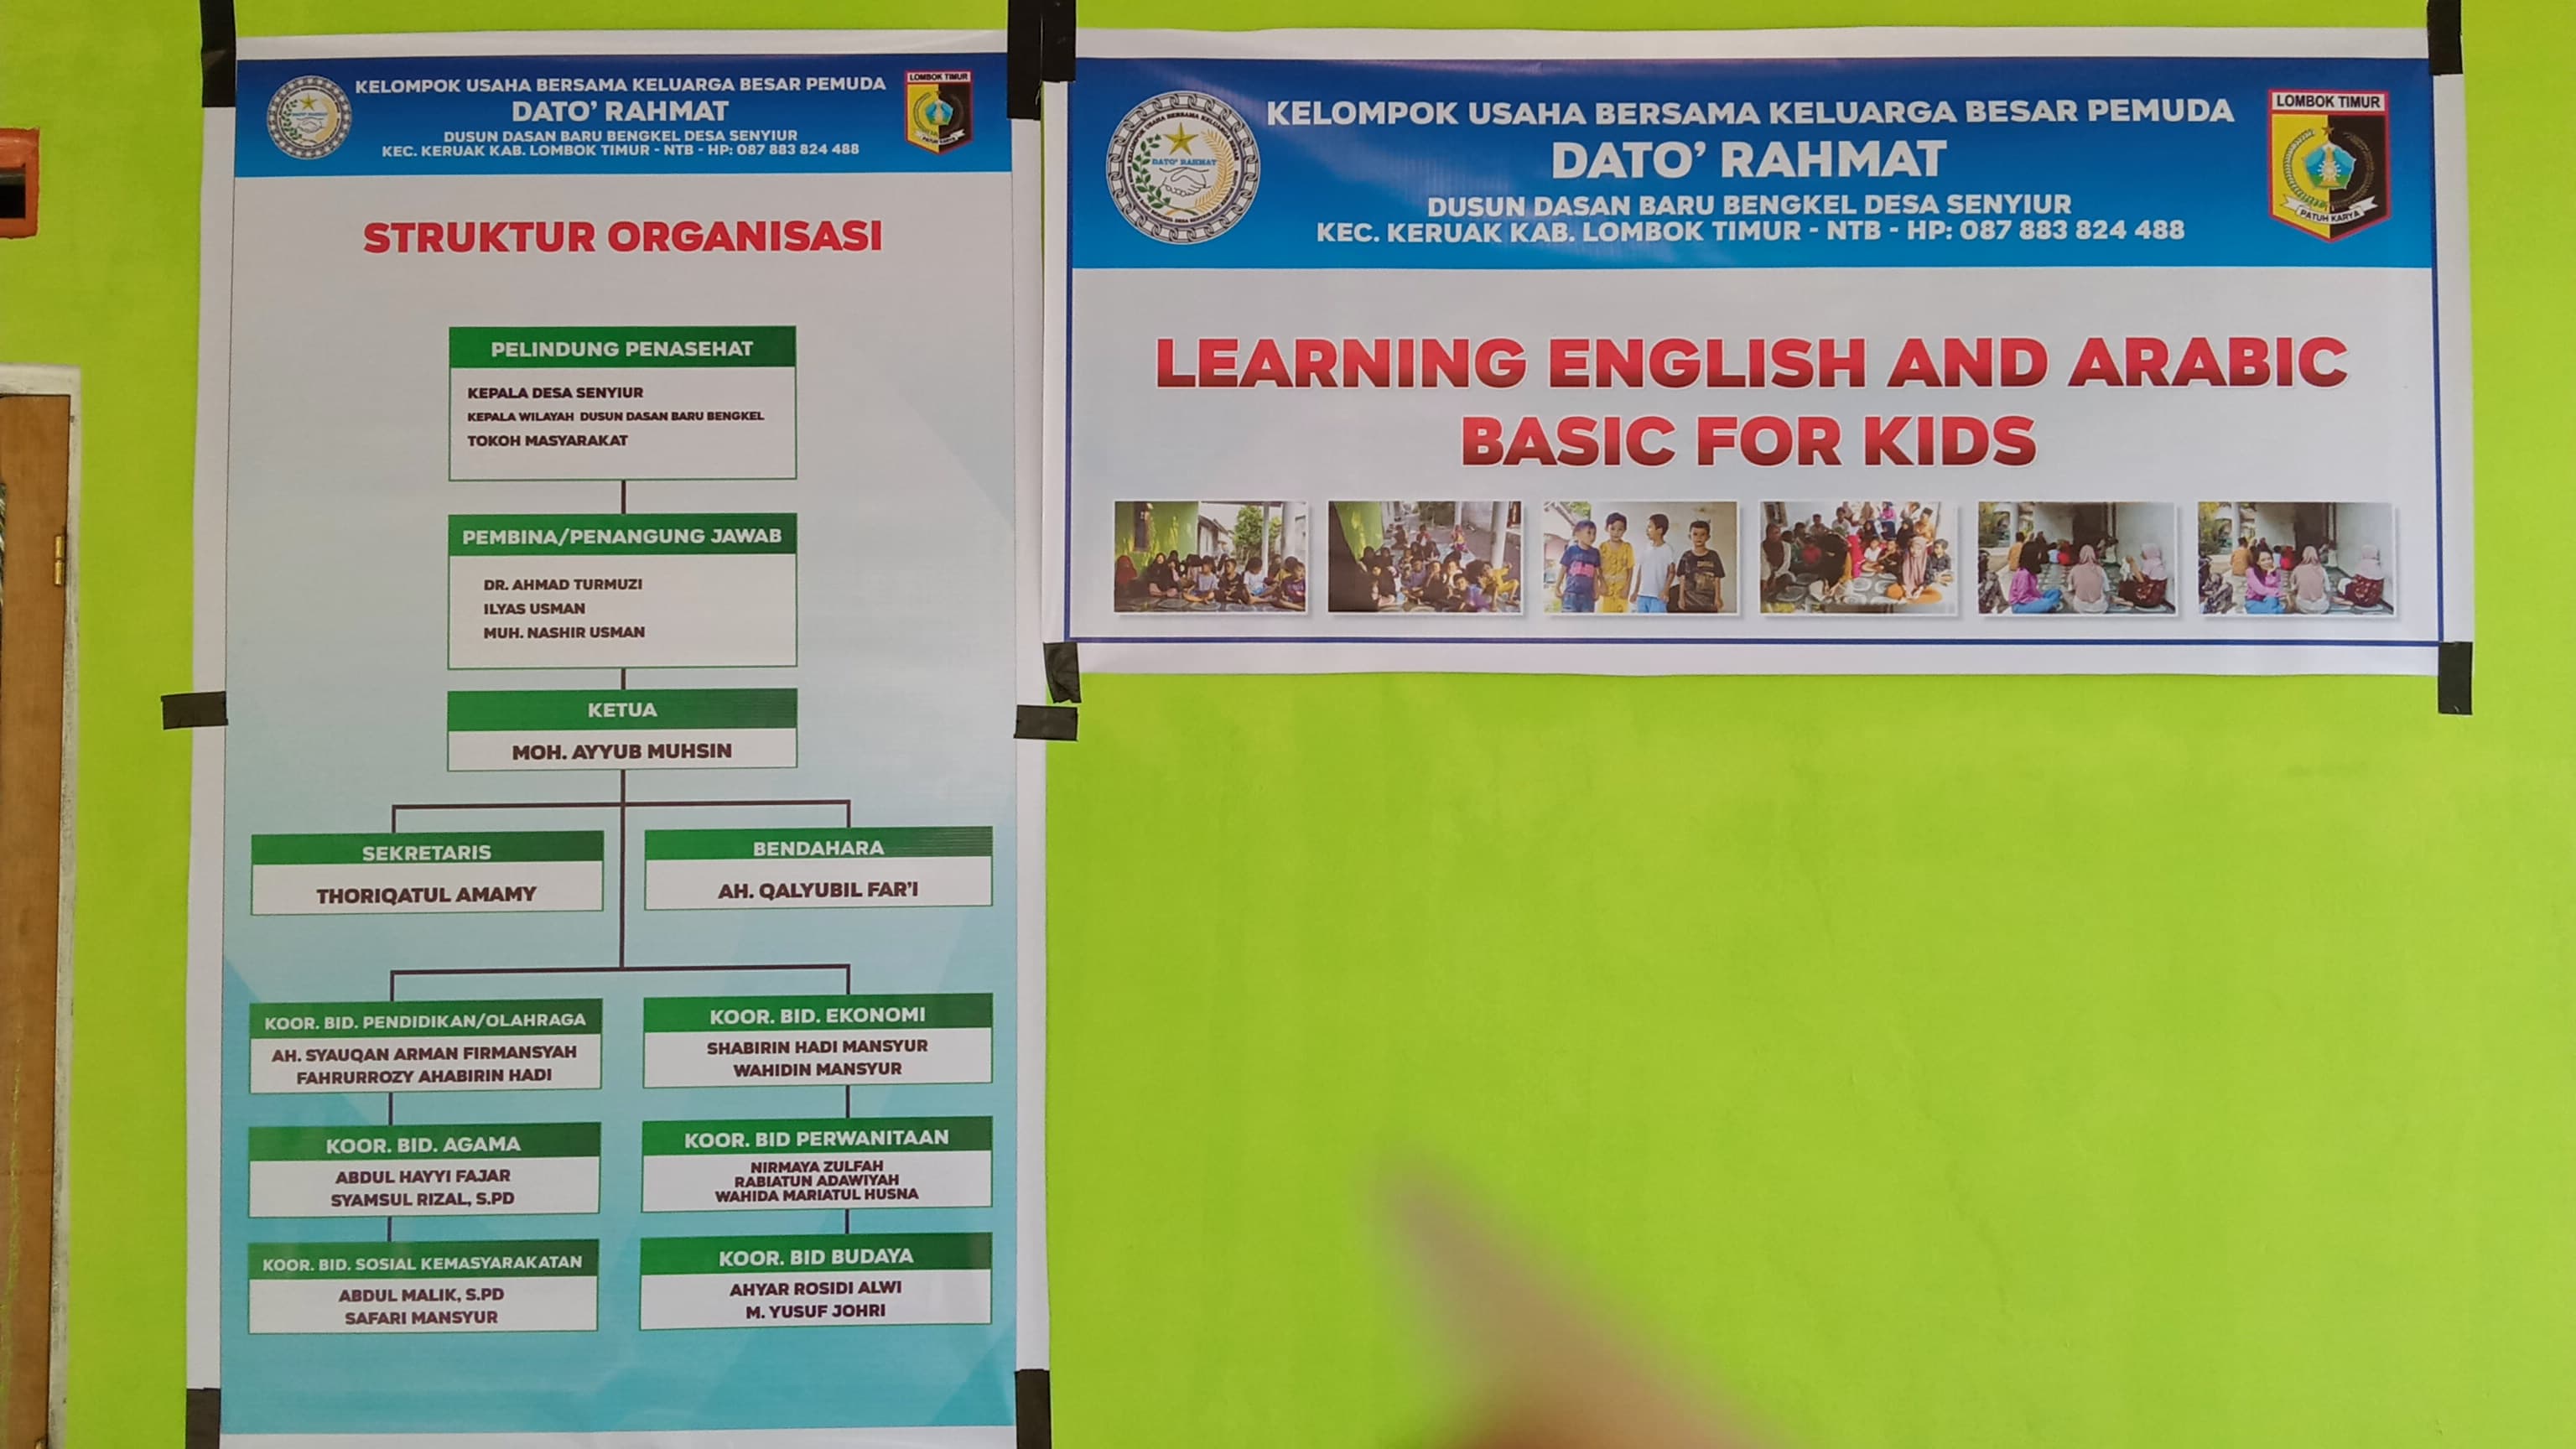 KELOMPOK USAHA BERSAMA KELUARGA BESAR PEMUDA
DATO' RAHMAT
DUSUN DASAN BARU BENGKEL DESA SENYIUR
KEC. KERUAK KAB. LOMBOK TIMUR - NTB - HP: 087 883 824 488
LOMBOK TIMUR
STRUKTUR ORGANISASI
PELINDUNG PENASEHAT
KEPALA DESA SENYIUR
KEPALA WILAYAH DUSUN DASAN BARU BENGKEL
TOKOH MASYARAKAT
PEMBINA/PENANGUNG JAWAB
DR. AHMAD TURMUZI
ILYAS USMAN
MUH. NASHIR USMAN
KETUA
MOH. AYYUB MUHSIN
SEKRETARIS
THORIQATUL AMAMY
BENDAHARA
AH. QALYUBIL FAR'I
KOOR. BID. PENDIDIKAN/OLAHRAGA
AH. SYAUQAN ARMAN FIRMANSYAH
FAHRURROZY AHABIRIN HADI
KOOR. BID. EKONOMI
SHABIRIN HADI MANSYUR
WAHIDIN MANSYUR
KOOR. BID. AGAMA
ABDUL HAYYI FAJAR
SYAMSUL RIZAL, S.PD
KOOR. BID PERWANITAAN
NIRMAYA ZULFAH
RABIATUN ADAWIYAH
WAHIDA MARIATUL HUSNA
KOOR. BID. SOSIAL KEMASYARAKATAN
ABDUL MALIK, S.PD
SAFARI MANSYUR
KOOR. BID BUDAYA
AHYAR ROSIDI ALWI
M. YUSUF JOHRI
KELOMPOK USAHA BERSAMA KELUARGA BESAR PEMUDA
DATO' RAHMAT
DUSUN DASAN BARU BENGKEL DESA SENYIUR
KEC. KERUAK KAB. LOMBOK TIMUR - NTB - HP: 087 883 824 488
DATO' RAHMAT
LOMBOK TIMUR
PATUH KARYA
LEARNING ENGLISH AND ARABIC
BASIC FOR KIDS